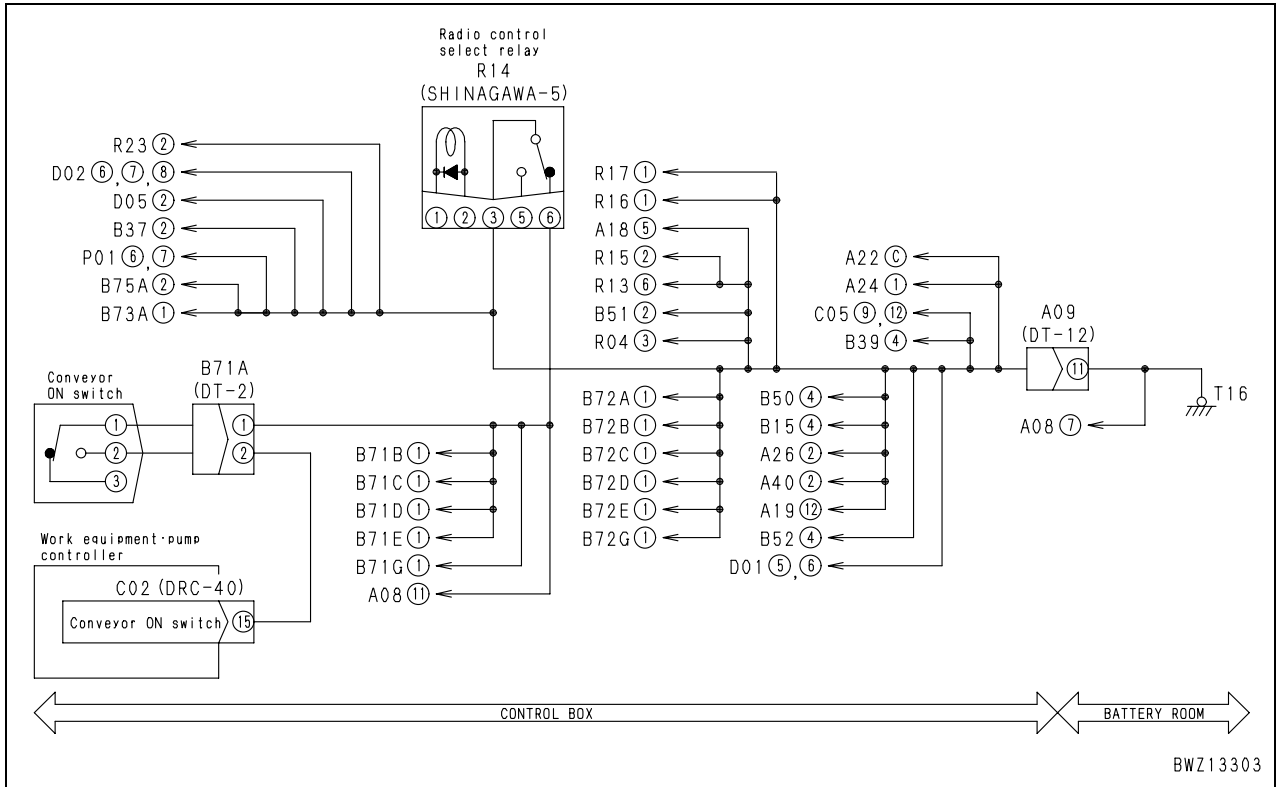 Radio control
select relay
R14
(SHINAGAWA-5)
1 2 3 5 6
R23 2
D02 6, 7, 8
D05 2
B37 2
P01 6, 7
B75A 2
B73A 1
R17 1
R16 1
A18 5
R15 2
R13 6
B51 2
R04 3
A22 C
A24 1
C05 9, 12
B39 4
A09
(DT-12)
11
T16
A08 7
Conveyor
ON switch
1
2
3
B71A
(DT-2)
1
2
B71B 1
B71C 1
B71D 1
B71E 1
B71G 1
A08 11
B72A 1
B72B 1
B72C 1
B72D 1
B72E 1
B72G 1
B50 4
B15 4
A26 2
A40 2
A19 12
B52 4
D01 5, 6
Work equipment·pump
controller
C02 (DRC-40)
Conveyor ON switch 15
CONTROL BOX
BATTERY ROOM
BWZ13303